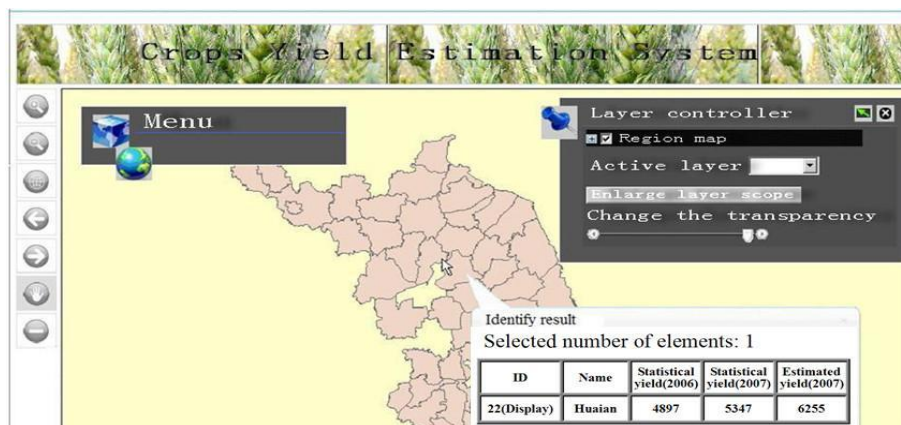 Crops Yield Estimation System
Menu
Layer controller
Region map
Active layer
Enlarge layer scope
Change the transparency
Identify result
Selected number of elements: 1
ID Name Statistical yield(2006) Statistical yield(2007) Estimated yield(2007)
22(Display) Huaian 4897 5347 6255